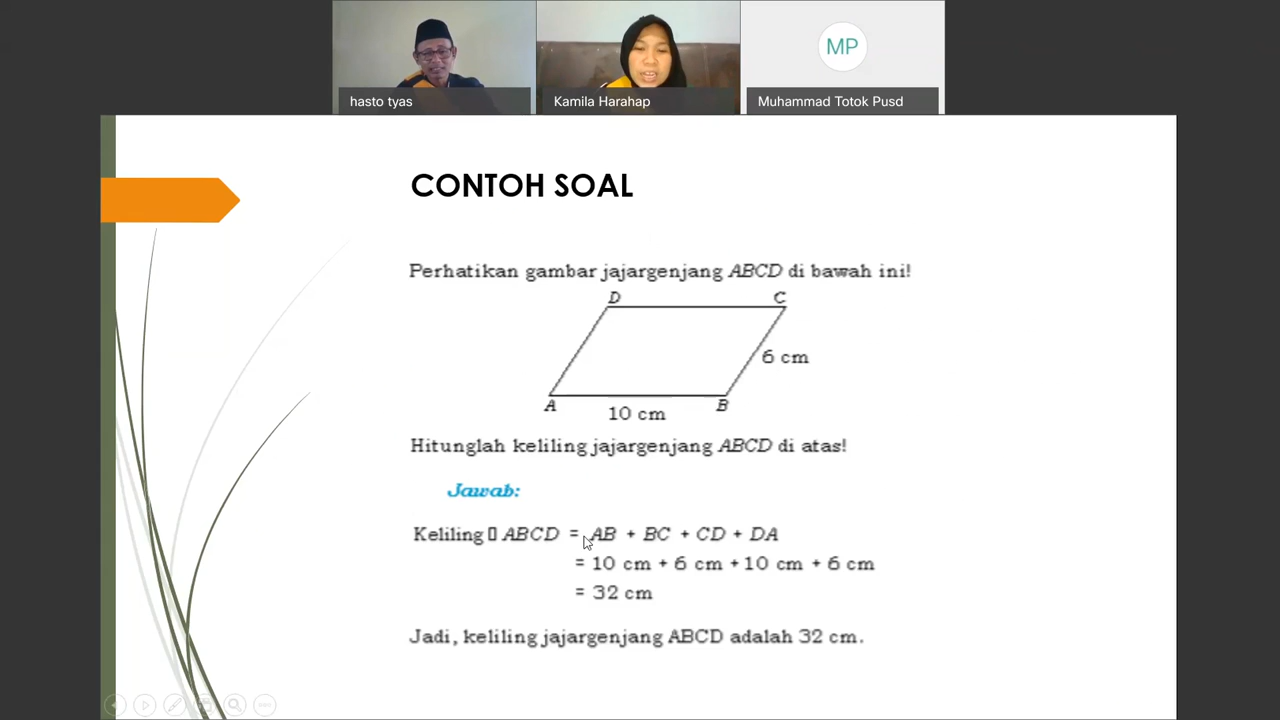 MP
hasto tyas
Kamila Harahap
Muhammad Totok Pusd
CONTOH SOAL
Perhatikan gambar jajargenjang ABCD di bawah ini!
D
C
6 cm
A
B
10 cm
Hitunglah keliling jajargenjang ABCD di atas!
Jawab:
Keliling ▯ ABCD = AB + BC + CD + DA
= 10 cm + 6 cm +10 cm + 6 cm
= 32 cm
Jadi, keliling jajargenjang ABCD adalah 32 cm.